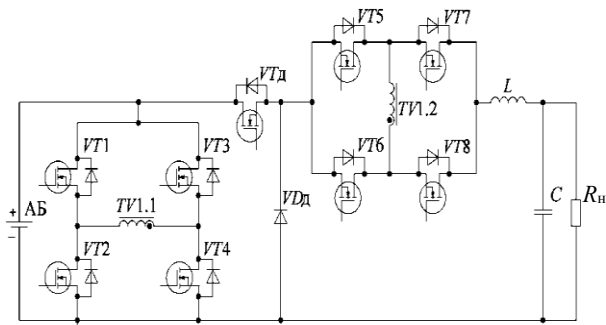 VT5
VT7
VTД
L
TV1.2
VT1
VT3
VT6
VT8
+
АБ
TV1.1
VDД
C
Rн
−
VT2
VT4